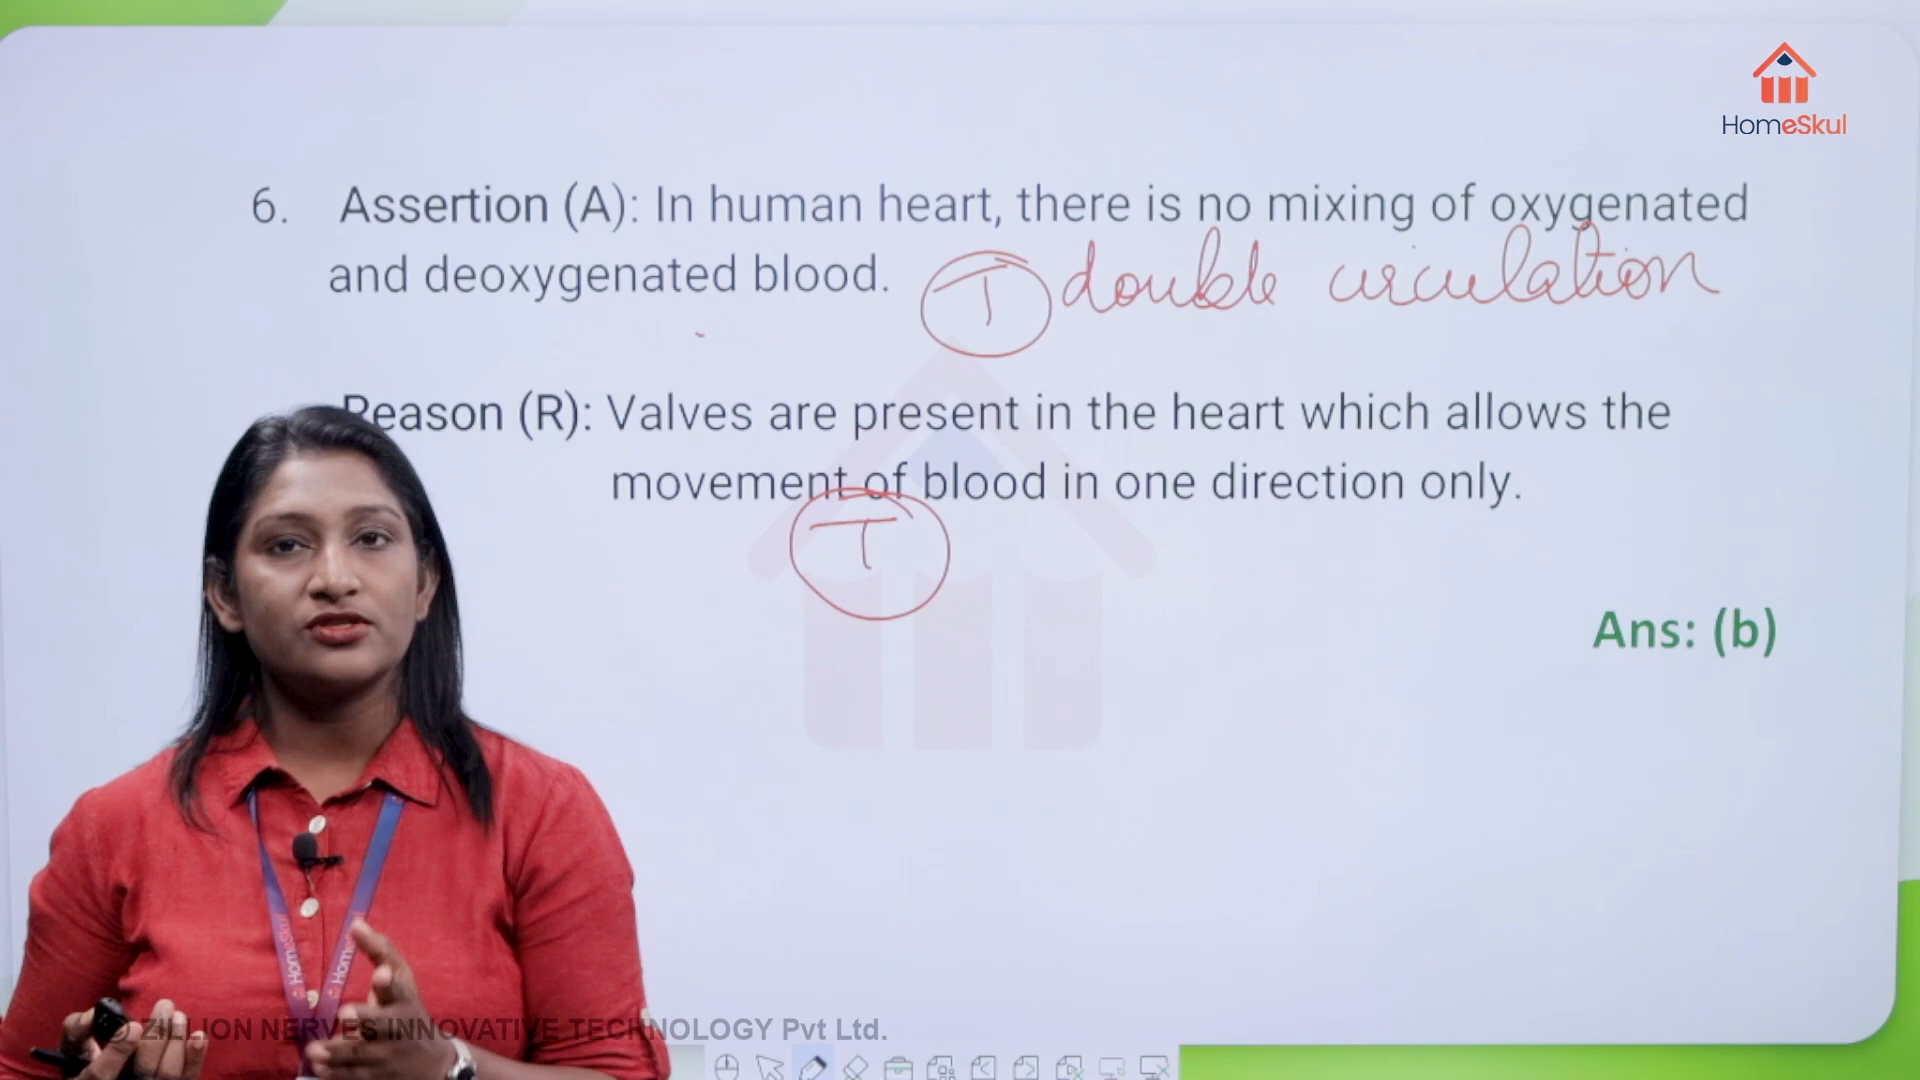 HomeSkul
6. Assertion (A): In human heart, there is no mixing of oxygenated
and deoxygenated blood. T double circulation
Reason (R): Valves are present in the heart which allows the
movement of blood in one direction only.
T
Ans: (b)
HomeSkul
HomeSkul
© ZILLION NERVES INNOVATIVE TECHNOLOGY Pvt Ltd.